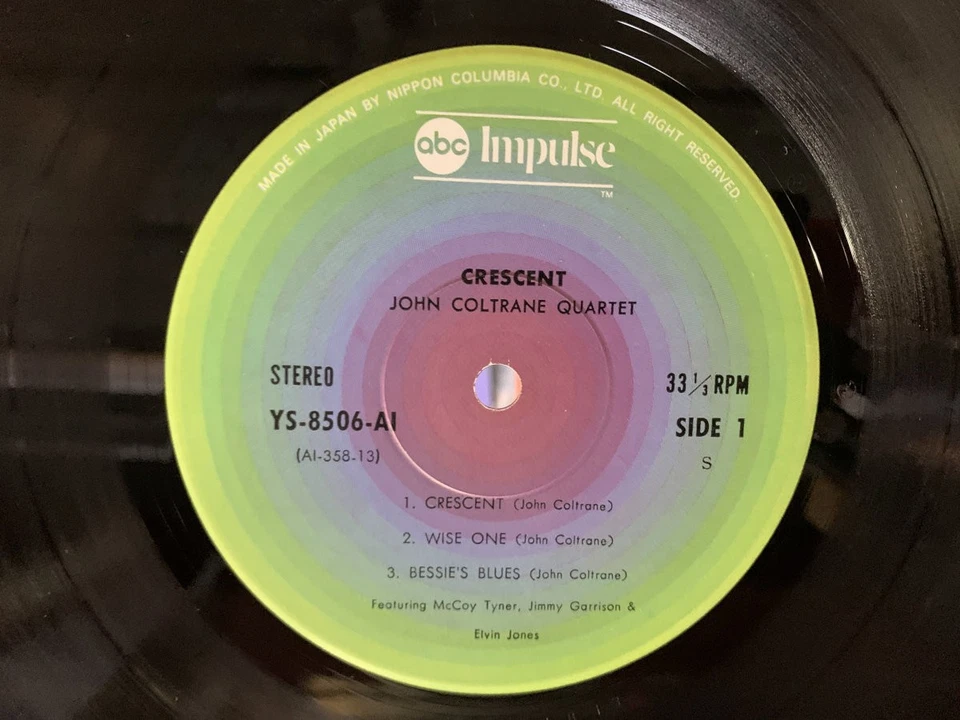 MADE IN JAPAN BY NIPPON COLUMBIA CO., LTD. ALL RIGHT RESERVED.
abc Impulse
TM
CRESCENT
JOHN COLTRANE QUARTET
STEREO
33 1/3 RPM
YS-8506-AI
SIDE 1
(AI-358-13)
S
1. CRESCENT (John Coltrane)
2. WISE ONE (John Coltrane)
3. BESSIE'S BLUES (John Coltrane)
Featuring McCoy Tyner, Jimmy Garrison &
Elvin Jones